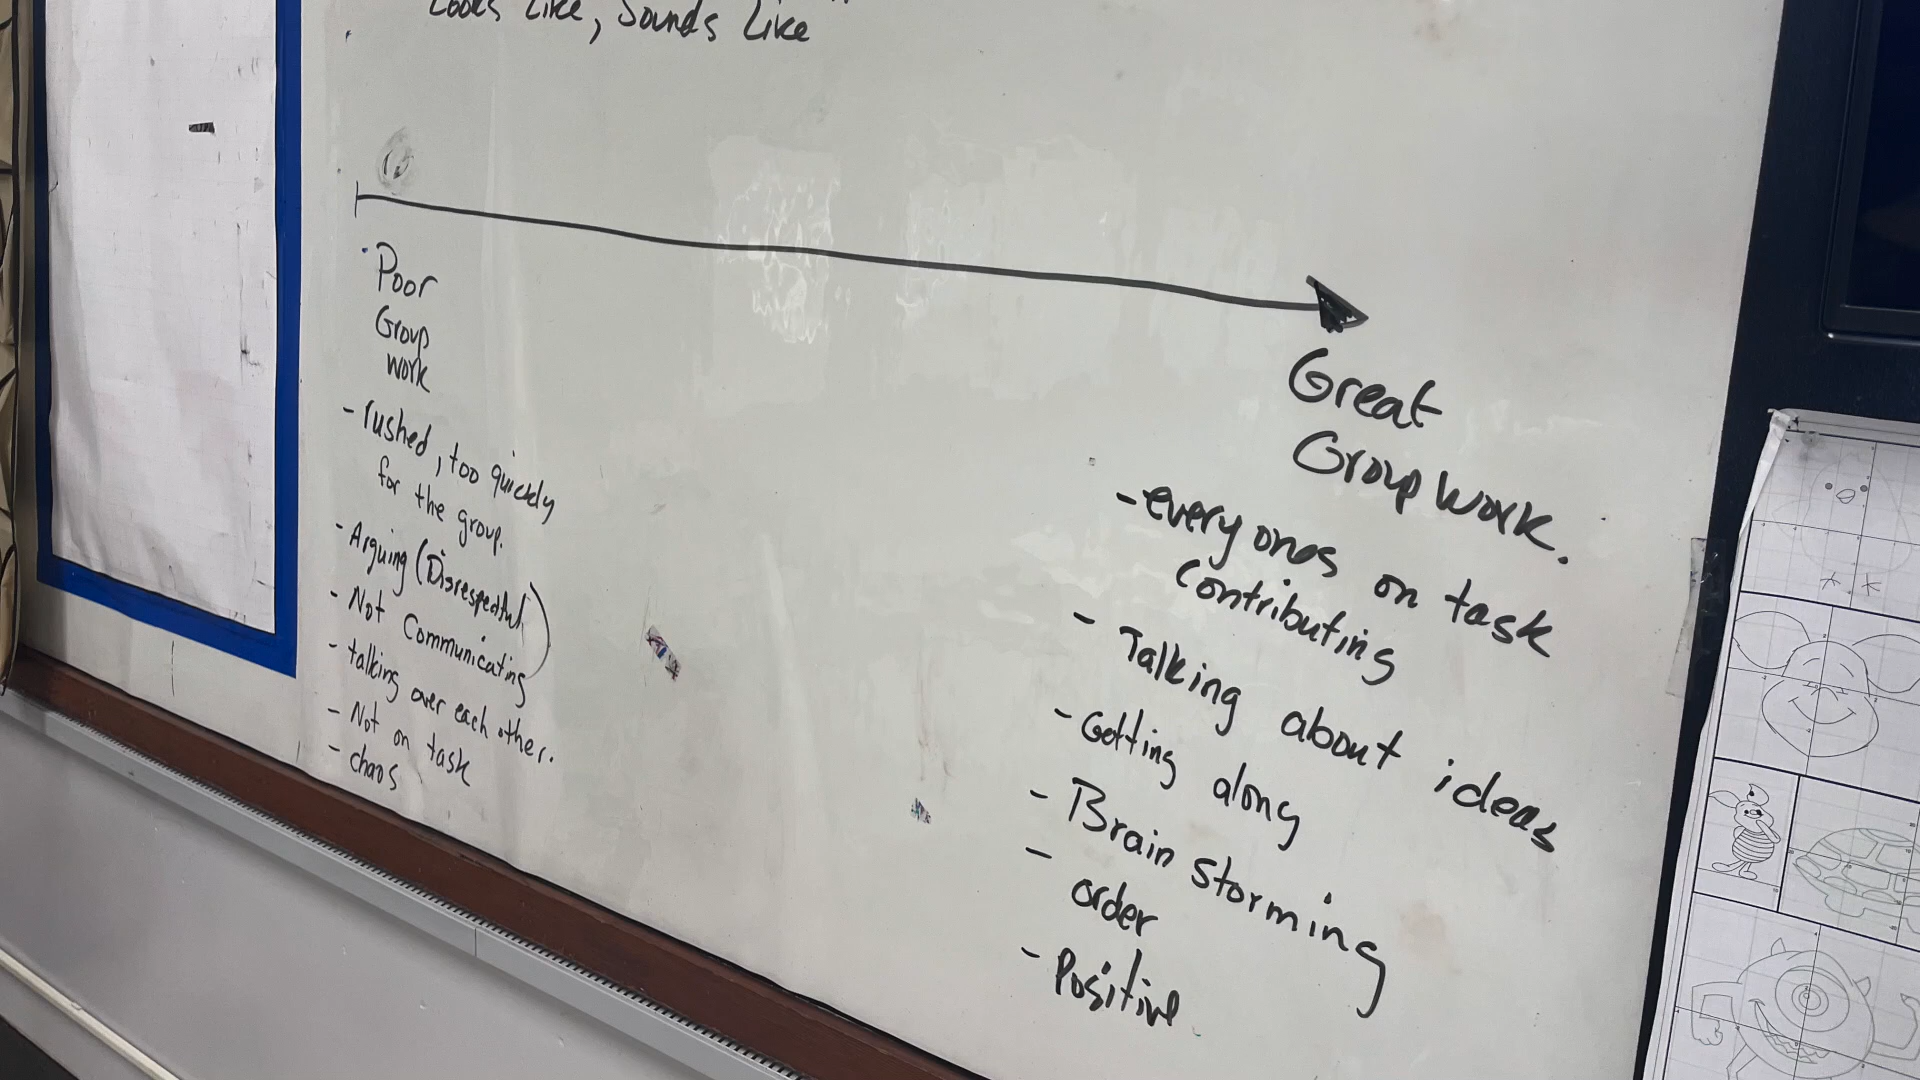 Looks Like, Sounds Like"
Poor
Group
work
- rushed, too quickly
for the group.
- Arguing (Disrespectful)
- Not Communicating
- talking over each other.
- Not on task
- chaos
Great
Group work.
- every ones on task
contributing
- Talking about ideas
- Getting along
- Brain storming
- order
- Positive